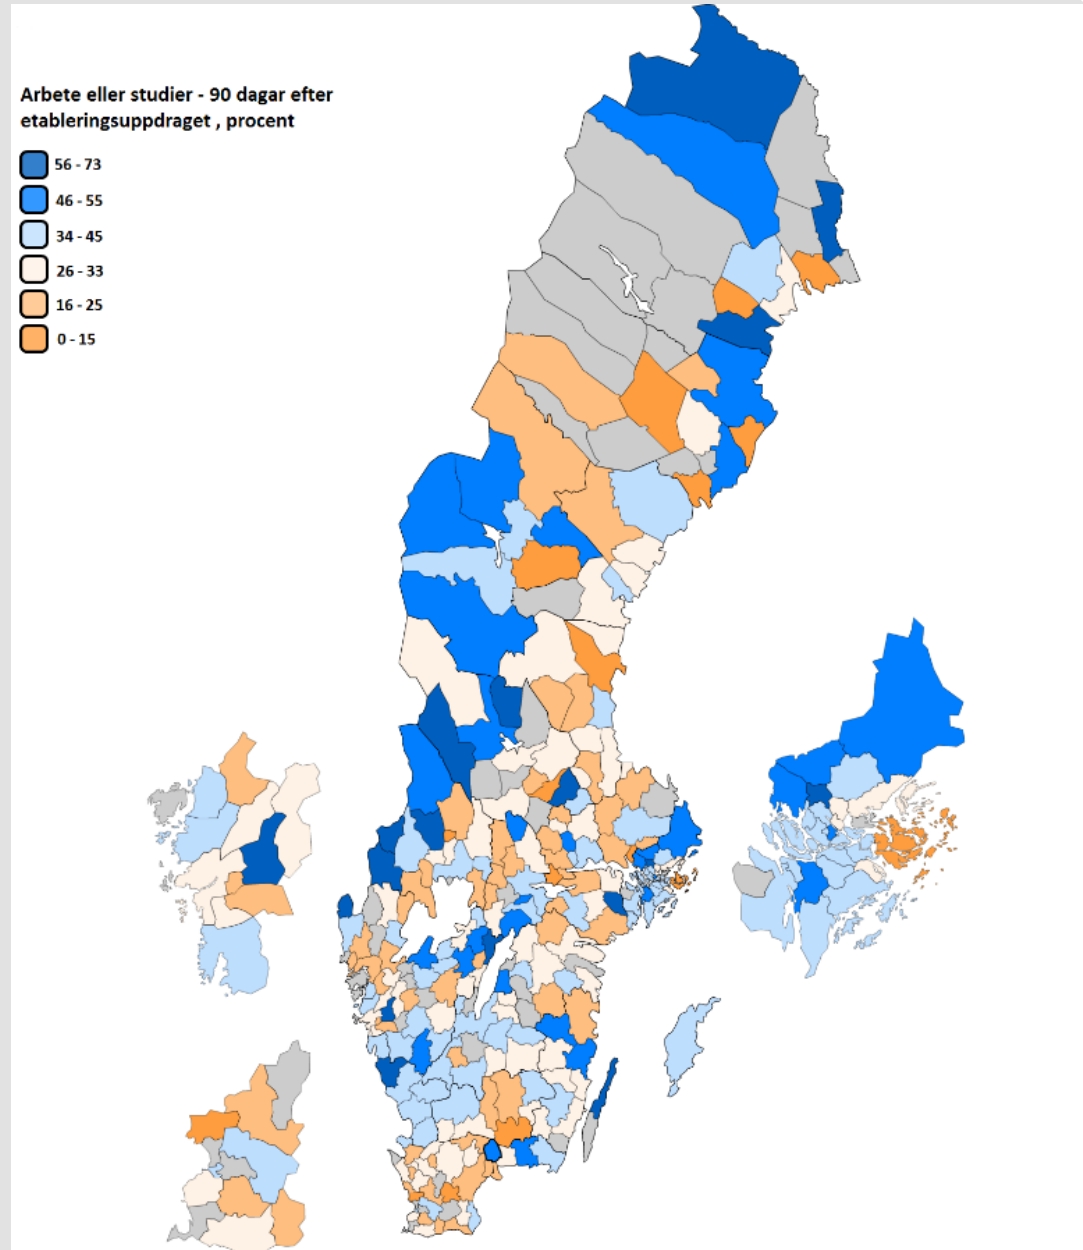 Arbete eller studier - 90 dagar efter
etableringsuppdraget , procent
56 - 73
46 - 55
34 - 45
26 - 33
16 - 25
0 - 15